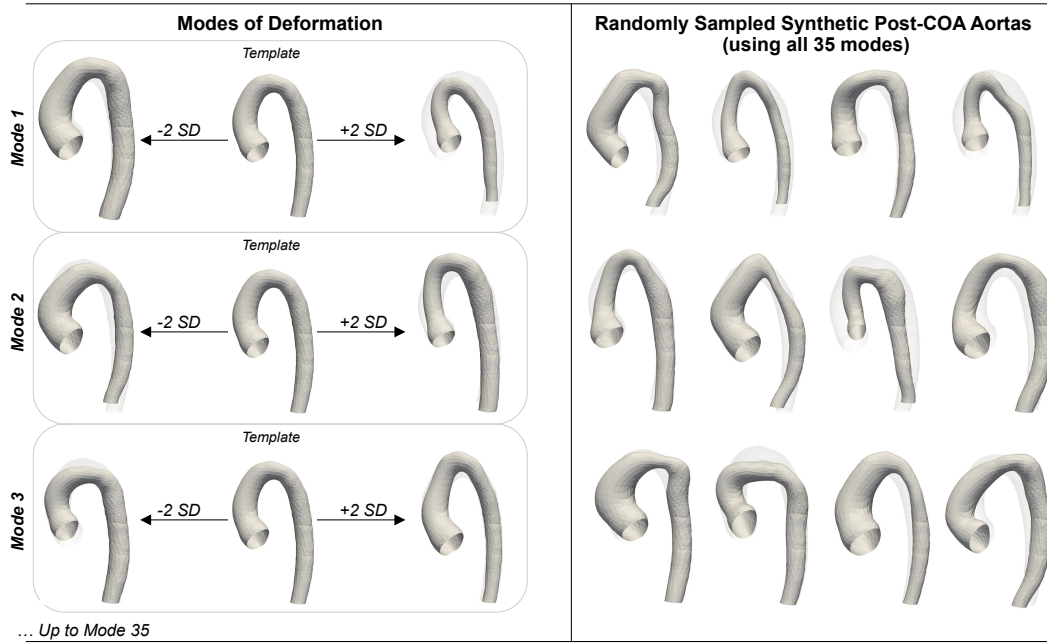 Modes of Deformation
Randomly Sampled Synthetic Post-COA Aortas
(using all 35 modes)
Template
Mode 1
-2 SD
+2 SD
Template
Mode 2
-2 SD
+2 SD
Template
Mode 3
-2 SD
+2 SD
... Up to Mode 35